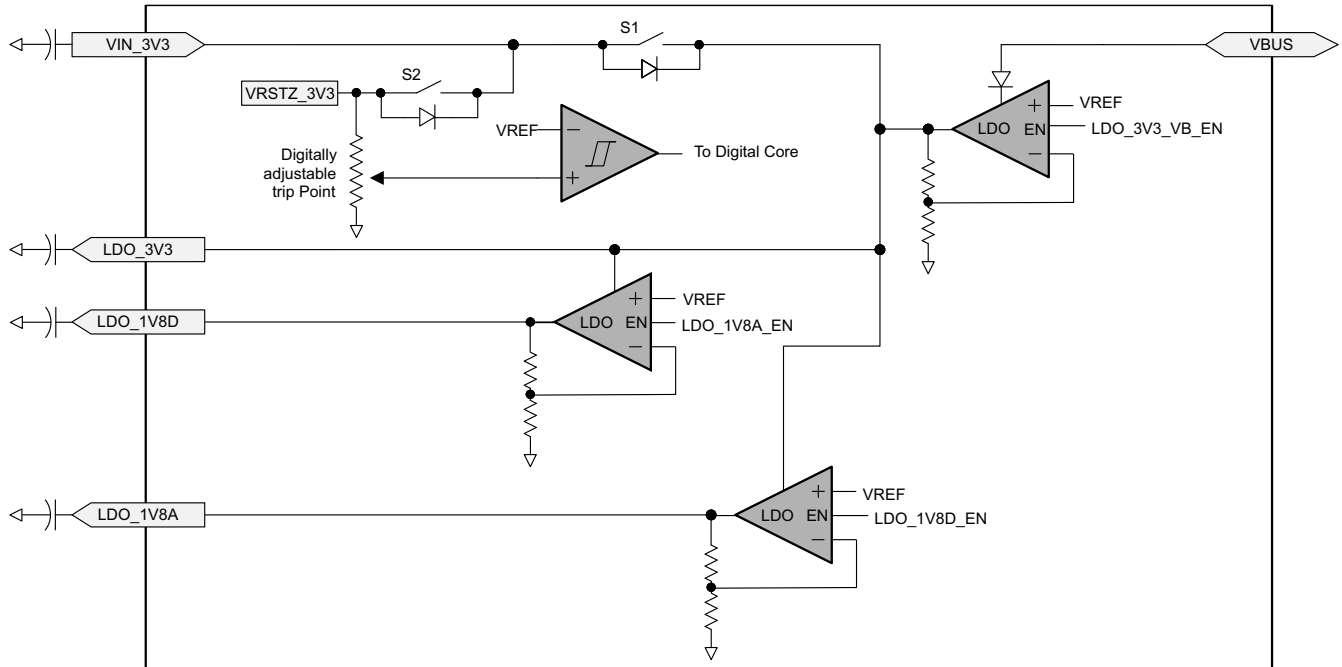 S1
VIN_3V3
VBUS
S2
VRSTZ_3V3
VREF
LDO
+
EN
−
VREF
LDO_3V3_VB_EN
−
+
To Digital Core
Digitally
adjustable
trip Point
LDO_3V3
LDO_1V8D
LDO
+
EN
−
VREF
LDO_1V8A_EN
LDO_1V8A
LDO
+
EN
−
VREF
LDO_1V8D_EN